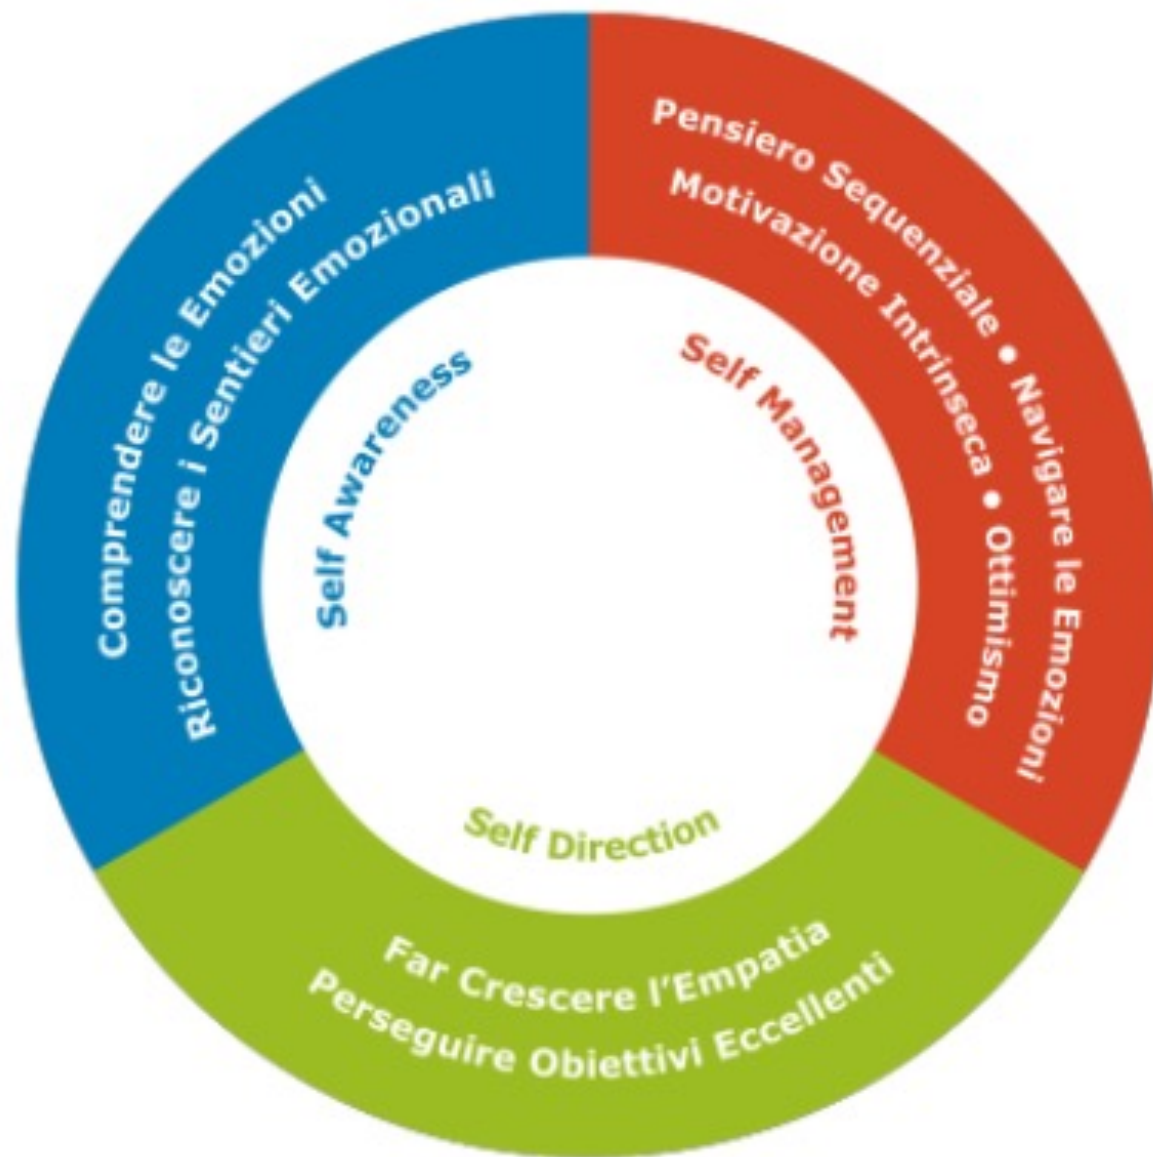 Comprendere le Emozioni
Riconoscere i Sentieri Emozionali
Self Awareness
Pensiero Sequenziale • Navigare le Emozioni
Motivazione Intrinseca • Ottimismo
Self Management
Self Direction
Far Crescere l'Empatia
Perseguire Obiettivi Eccellenti